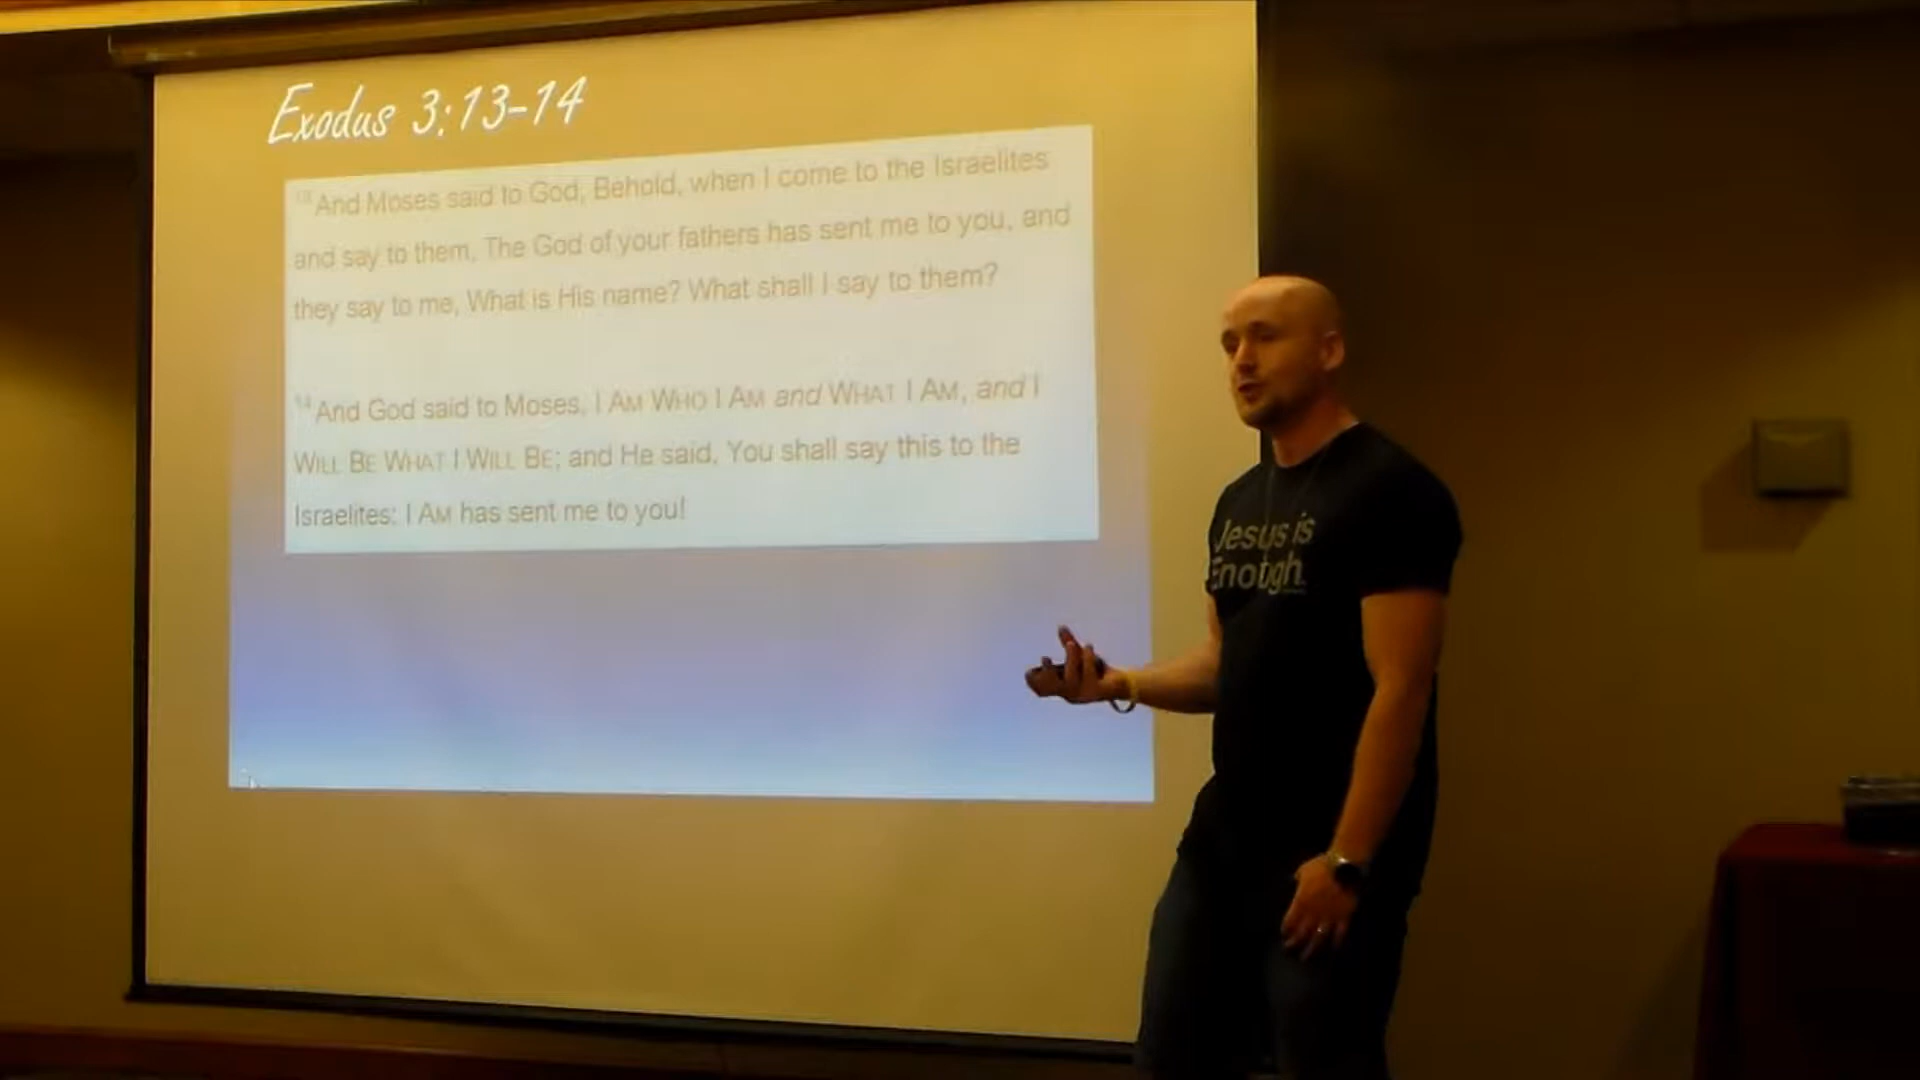 Exodus 3:13-14
13 And Moses said to God, Behold, when I come to the Israelites
and say to them, The God of your fathers has sent me to you, and
they say to me, What is His name? What shall I say to them?
14 And God said to Moses, I AM WHO I AM and WHAT I AM, and I
WILL BE WHAT I WILL BE; and He said, You shall say this to the
Israelites: I AM has sent me to you!
Jesus is
Enough.